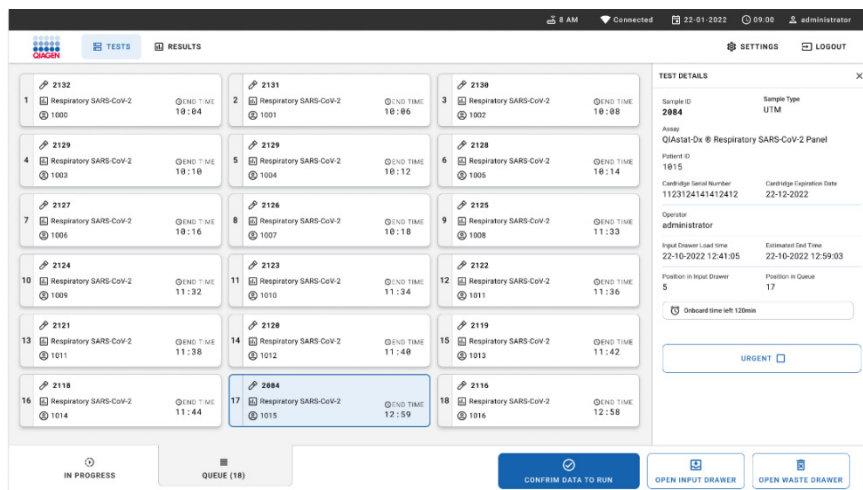 8 AM Connected 22-01-2022 09:00 administrator
QIAGEN TESTS RESULTS SETTINGS LOGOUT
1 2132
Respiratory SARS-CoV-2 END TIME
1000 10:04
2 2131
Respiratory SARS-CoV-2 END TIME
1001 10:06
3 2130
Respiratory SARS-CoV-2 END TIME
1002 10:08
4 2129
Respiratory SARS-CoV-2 END TIME
1003 10:10
5 2129
Respiratory SARS-CoV-2 END TIME
1004 10:12
6 2128
Respiratory SARS-CoV-2 END TIME
1005 10:14
7 2127
Respiratory SARS-CoV-2 END TIME
1006 10:16
8 2126
Respiratory SARS-CoV-2 END TIME
1007 10:18
9 2125
Respiratory SARS-CoV-2 END TIME
1008 11:33
10 2124
Respiratory SARS-CoV-2 END TIME
1009 11:32
11 2123
Respiratory SARS-CoV-2 END TIME
1010 11:34
12 2122
Respiratory SARS-CoV-2 END TIME
1011 11:36
13 2121
Respiratory SARS-CoV-2 END TIME
1011 11:38
14 2120
Respiratory SARS-CoV-2 END TIME
1012 11:40
15 2119
Respiratory SARS-CoV-2 END TIME
1013 11:42
16 2118
Respiratory SARS-CoV-2 END TIME
1014 11:44
17 2084
Respiratory SARS-CoV-2 END TIME
1015 12:59
18 2116
Respiratory SARS-CoV-2 END TIME
1016 12:58
TEST DETAILS
Sample ID Sample Type
2084 UTM
Assay
QIAstat-Dx ® Respiratory SARS-CoV-2 Panel
Patient ID
1015
Cardridge Serial Number Cardridge Expiration Date
1123124141412412 22-12-2022
Operator
administrator
Input Drawer Load time Estimated End Time
22-10-2022 12:41:05 22-10-2022 12:59:03
Position in Input Drawer Position in Queue
5 17
Onboard time left 120min
URGENT
IN PROGRESS QUEUE (18) CONFRIM DATA TO RUN OPEN INPUT DRAWER OPEN WASTE DRAWER